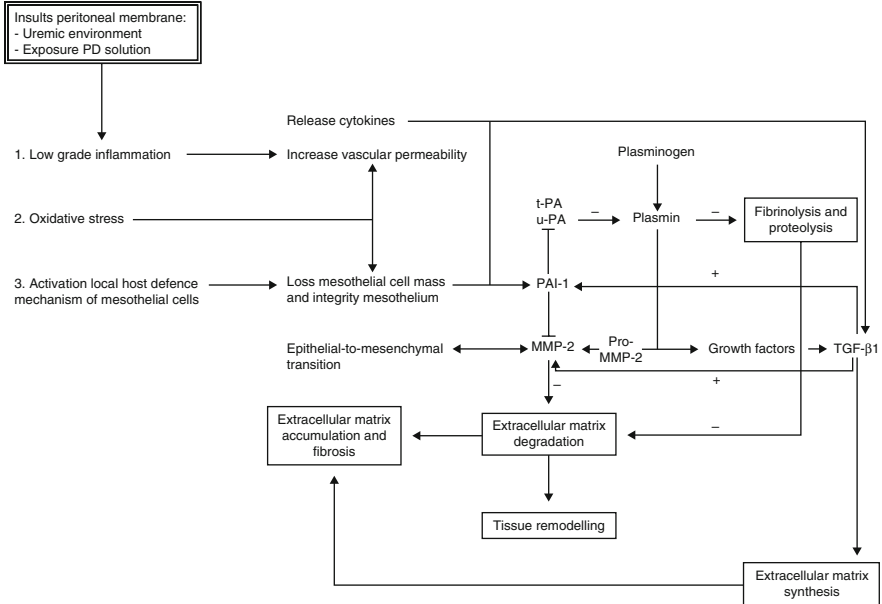 Insults peritoneal membrane:
- Uremic environment
- Exposure PD solution
Release cytokines
1. Low grade inflammation
Increase vascular permeability
Plasminogen
2. Oxidative stress
t-PA
u-PA
–
Plasmin
–
Fibrinolysis and
proteolysis
3. Activation local host defence
mechanism of mesothelial cells
Loss mesothelial cell mass
and integrity mesothelium
PAI-1
+
Epithelial-to-mesenchymal
transition
MMP-2
Pro-
MMP-2
Growth factors
TGF-β1
–
+
Extracellular matrix
accumulation and
fibrosis
Extracellular matrix
degradation
–
Tissue remodelling
Extracellular matrix
synthesis